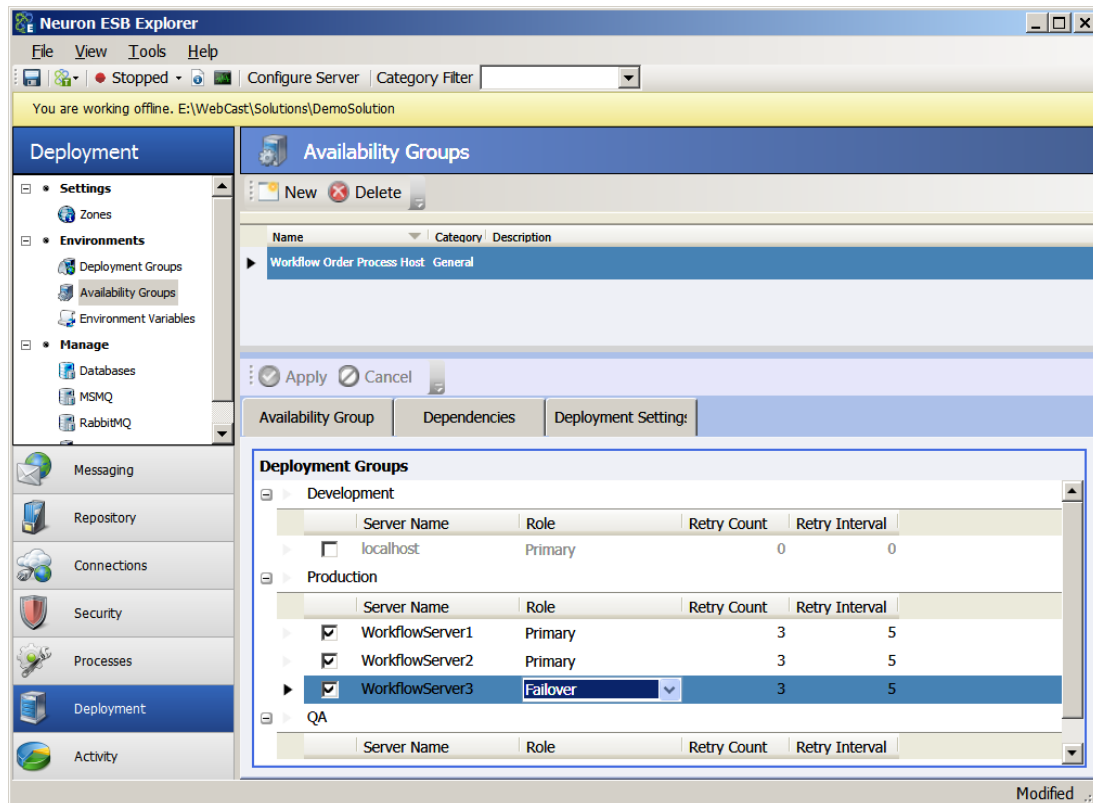 Neuron ESB Explorer
File View Tools Help
Stopped Configure Server Category Filter
You are working offline. E:\WebCast\Solutions\DemoSolution
Deployment
Settings
Zones
Environments
Deployment Groups
Availability Groups
Environment Variables
Manage
Databases
MSMQ
RabbitMQ
Messaging
Repository
Connections
Security
Processes
Deployment
Activity
Availability Groups
New Delete
Name Category Description
Workflow Order Process Host General
Apply Cancel
Availability Group Dependencies Deployment Settings
Deployment Groups
Development
Server Name Role Retry Count Retry Interval
localhost Primary 0 0
Production
Server Name Role Retry Count Retry Interval
WorkflowServer1 Primary 3 5
WorkflowServer2 Primary 3 5
WorkflowServer3 Failover 3 5
QA
Server Name Role Retry Count Retry Interval
Modified